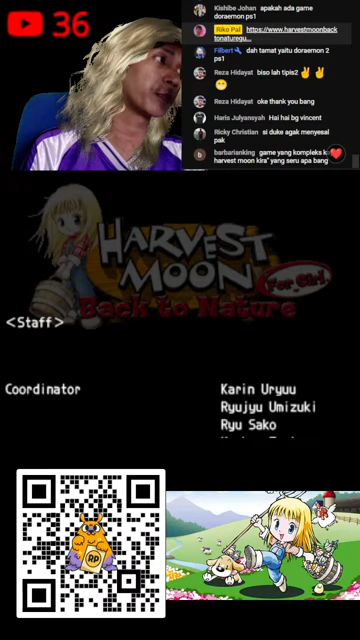 36
Kishibe Johan apakah ada game
doraemon ps1
Riko Pal https://www.harvestmoonback
tonaturegu...
Filbert dah tamat yaitu doraemon 2
ps1
Reza Hidayat biso lah tipis2
Reza Hidayat oke thank you bang
Haris Julyansyah Hai hai bg vincent
Ricky Christian si duke agak menyesal
pak
barbarianking game yang kompleks
harvest moon kira" yang seru apa bang
HARVEST
MOON
For Girl
Back to Nature
<Staff>
Coordinator
Karin Uryuu
Ryujyu Umizuki
Ryu Sako
RP